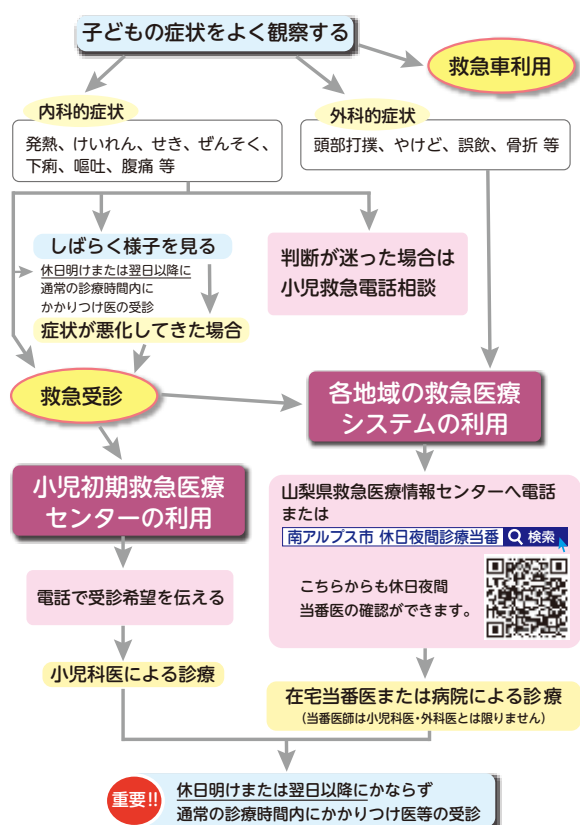 子どもの症状をよく観察する
救急車利用
内科的症状
発熱、けいれん、せき、ぜんそく、
下痢、嘔吐、腹痛 等
外科的症状
頭部打撲、やけど、誤飲、骨折 等
しばらく様子を見る
休日明けまたは翌日以降に
通常の診療時間内に
かかりつけ医の受診
症状が悪化してきた場合
判断が迷った場合は
小児救急電話相談
救急受診
各地域の救急医療
システムの利用
小児初期救急医療
センターの利用
電話で受診希望を伝える
小児科医による診療
山梨県救急医療情報センターへ電話
または
南アルプス市 休日夜間診療当番 検索
こちらからも休日夜間
当番医の確認ができます。
在宅当番医または病院による診療
(当番医師は小児科医・外科医とは限りません)
重要!!
休日明けまたは翌日以降にかならず
通常の診療時間内にかかりつけ医等の受診